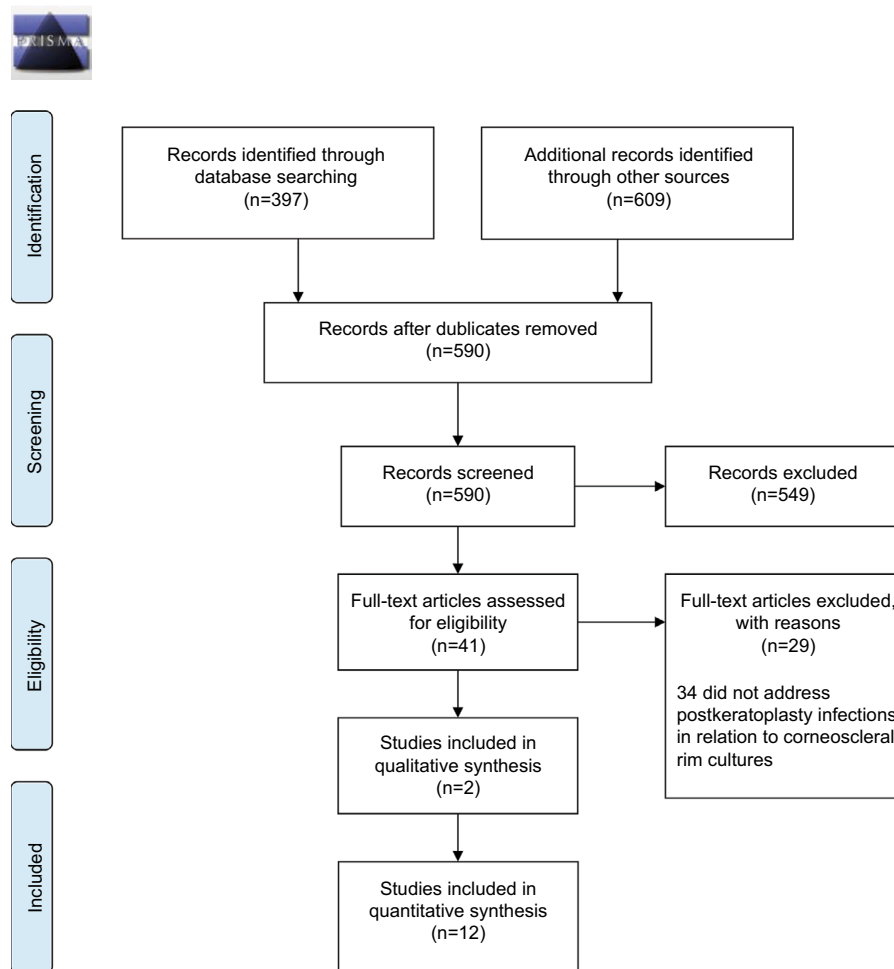 PRISMA
Identification
Records identified through
database searching
(n=397)
Additional records identified
through other sources
(n=609)
Records after dublicates removed
(n=590)
Screening
Records screened
(n=590)
Records excluded
(n=549)
Eligibility
Full-text articles assessed
for eligibility
(n=41)
Full-text articles excluded,
with reasons
(n=29)
34 did not address
postkeratoplasty infections
in relation to corneoscleral
rim cultures
Studies included in
qualitative synthesis
(n=2)
Included
Studies included in
quantitative synthesis
(n=12)